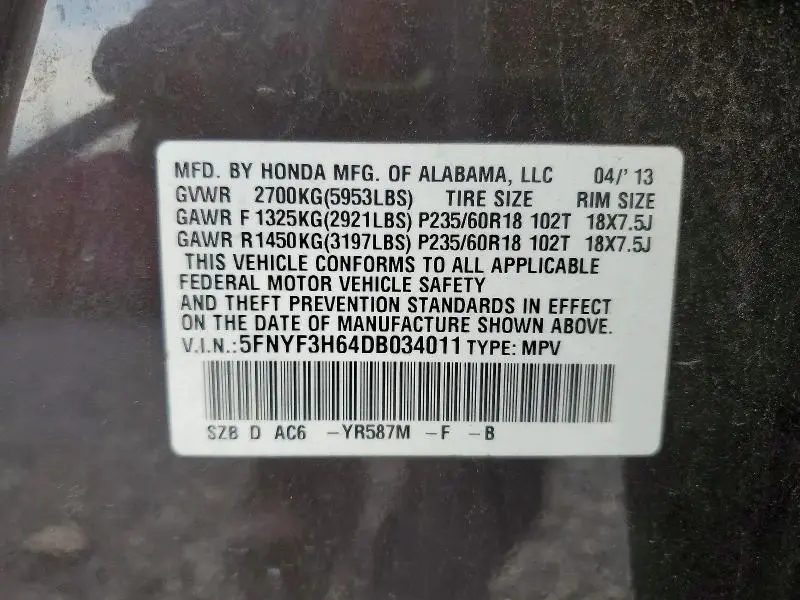 MFD. BY HONDA MFG. OF ALABAMA, LLC 04/'13
GVWR 2700KG(5953LBS) TIRE SIZE RIM SIZE
GAWR F 1325KG(2921LBS) P235/60R18 102T 18X7.5J
GAWR R1450KG(3197LBS) P235/60R18 102T 18X7.5J
THIS VEHICLE CONFORMS TO ALL APPLICABLE
FEDERAL MOTOR VEHICLE SAFETY
AND THEFT PREVENTION STANDARDS IN EFFECT
ON THE DATE OF MANUFACTURE SHOWN ABOVE.
V.I.N.:5FNYF3H64DB034011 TYPE: MPV
SZB D AC6 -YR587M -F -B